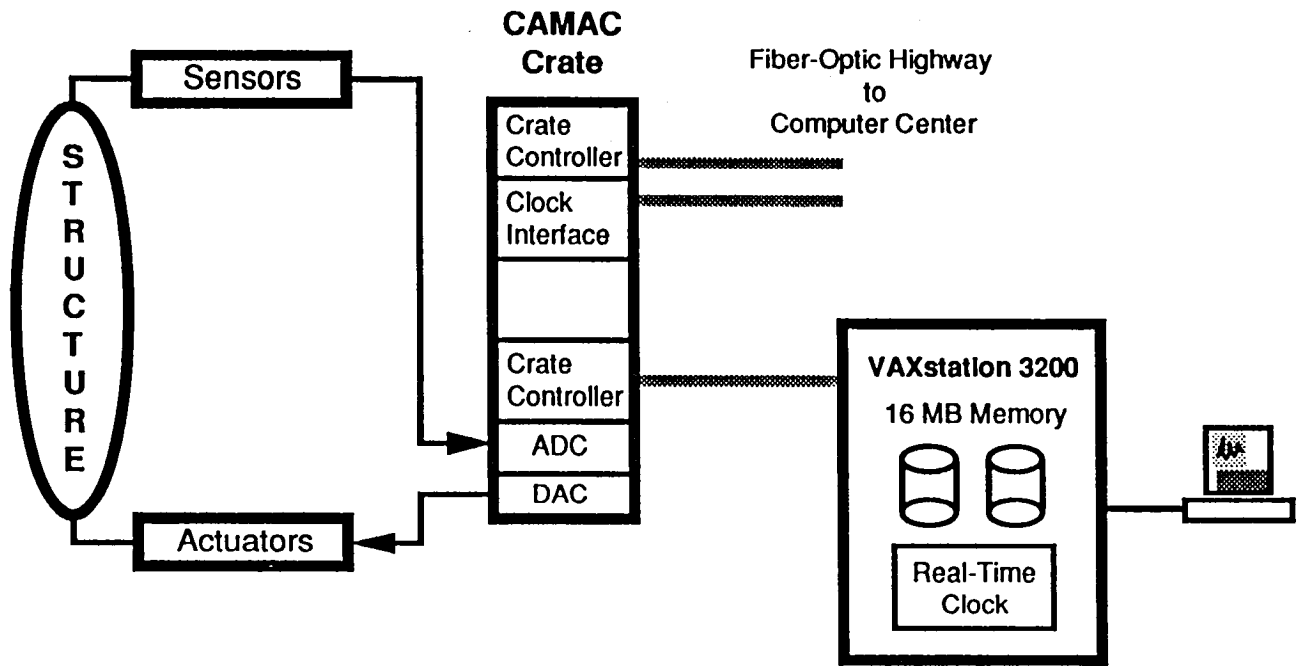 CAMAC
Crate
Sensors
Fiber-Optic Highway
to
Computer Center
Crate
Controller
Clock
Interface
STRUCTURE
Crate
Controller
ADC
DAC
Actuators
VAXstation 3200
16 MB Memory
Real-Time
Clock